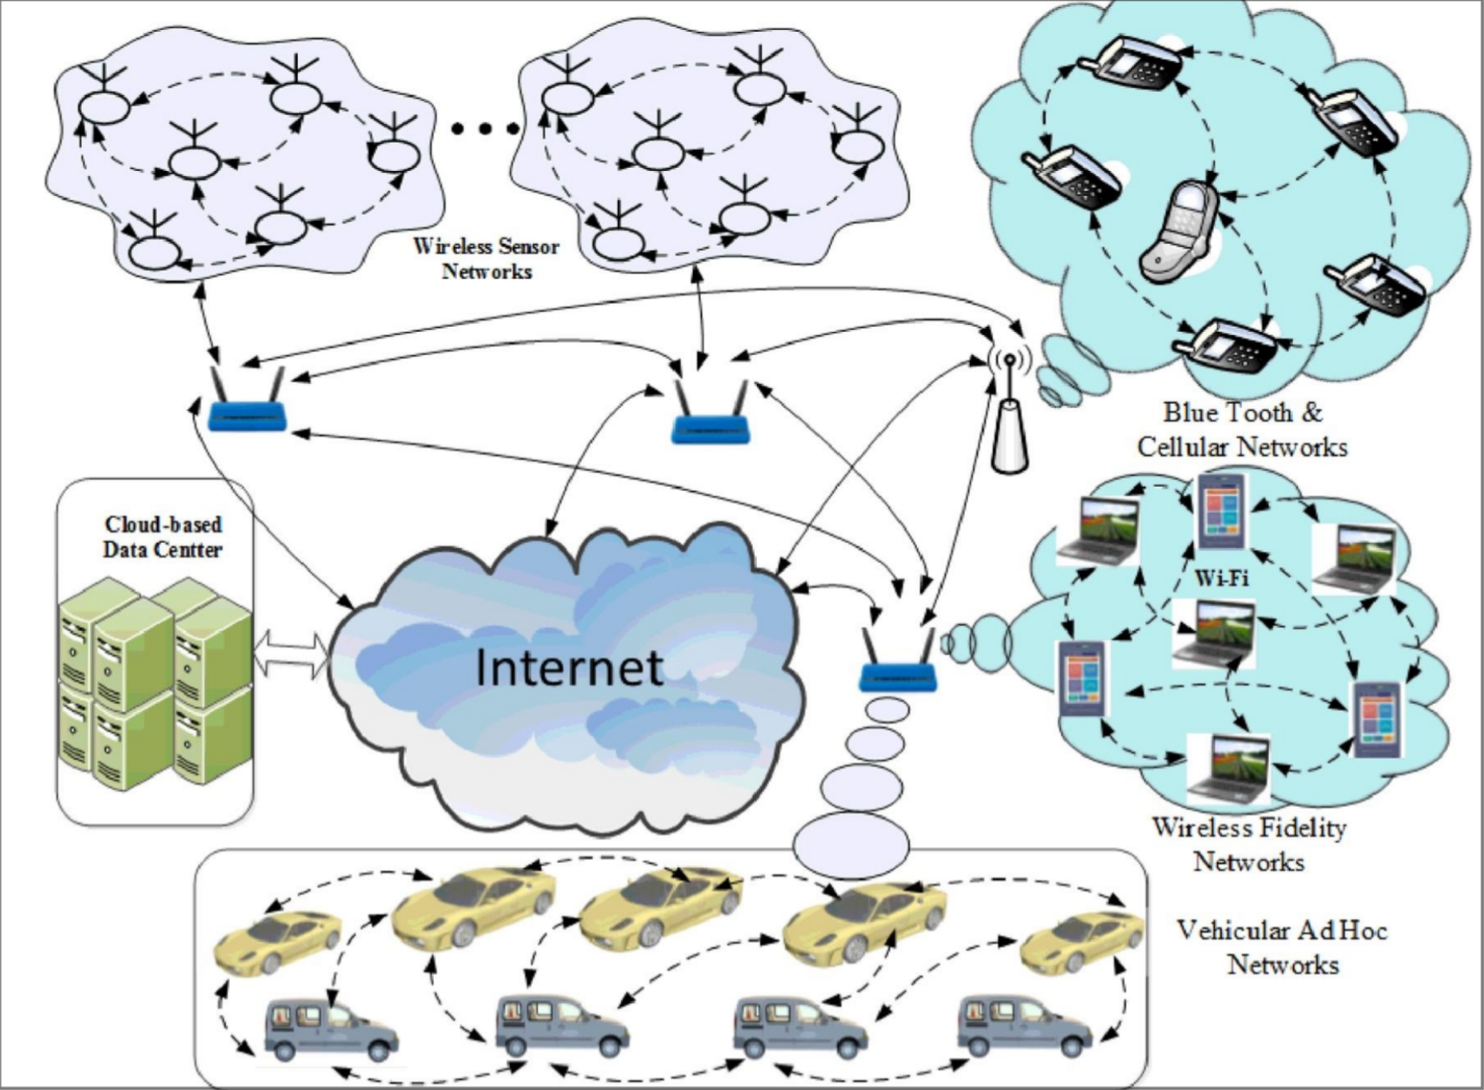 Wireless Sensor
Networks
Blue Tooth &
Cellular Networks
Cloud-based
Data Centter
Wi-Fi
Internet
Wireless Fidelity
Networks
Vehicular Ad Hoc
Networks